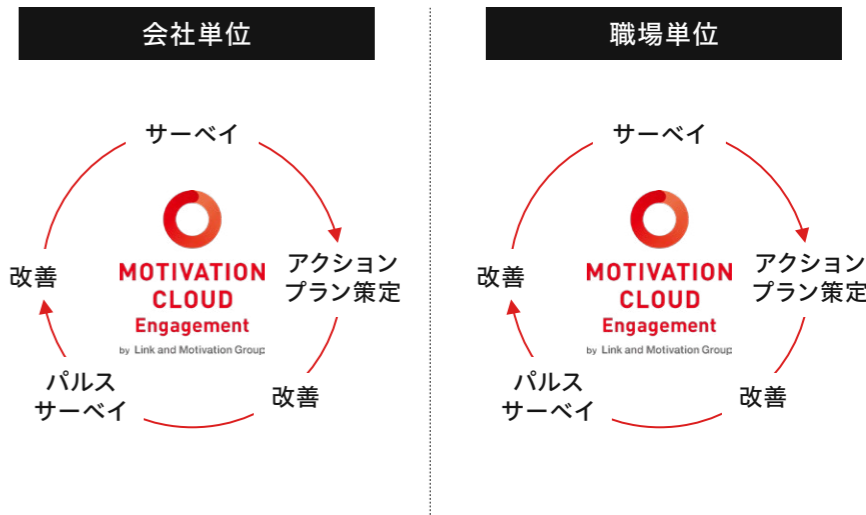 会社単位
サーベイ
アクション
プラン策定
改善
パルス
サーベイ
改善
MOTIVATION
CLOUD
Engagement
by Link and Motivation Group
職場単位
サーベイ
アクション
プラン策定
改善
パルス
サーベイ
改善
MOTIVATION
CLOUD
Engagement
by Link and Motivation Group